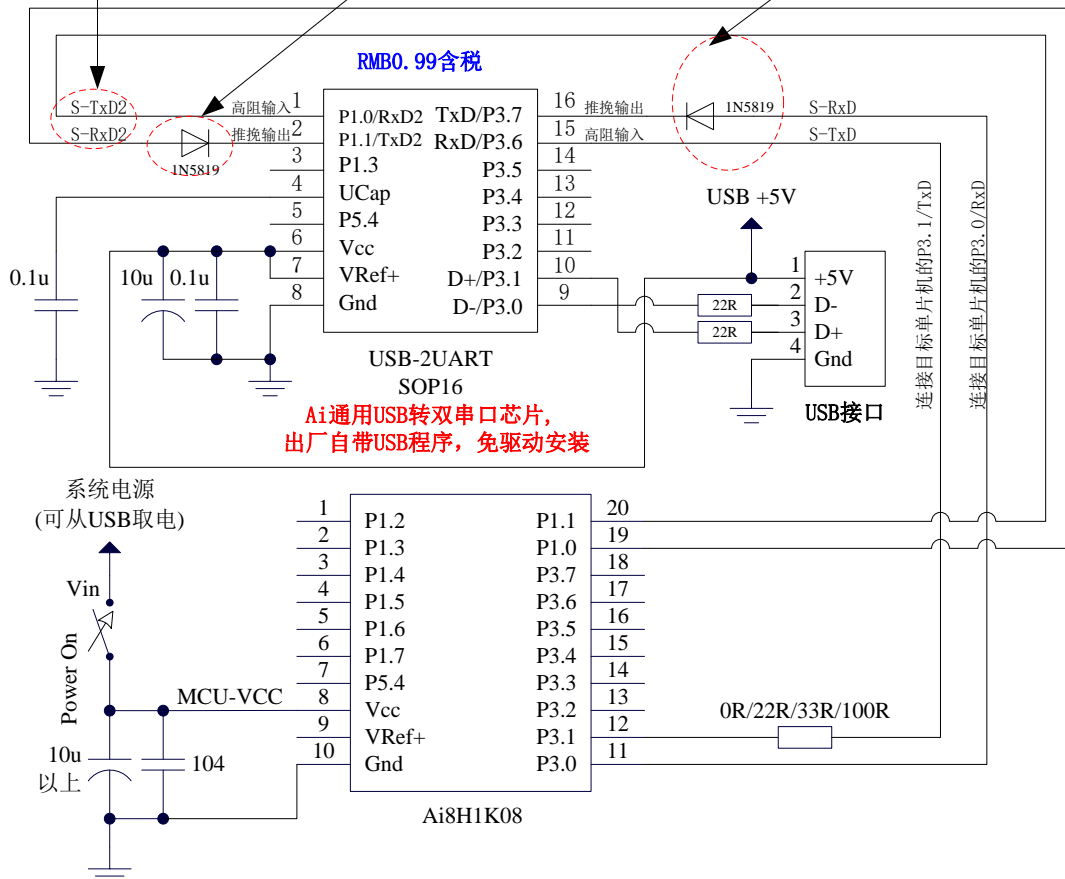 RMB0.99含税
S-TxD2
高阻输入
1
P1.0/RxD2
TxD/P3.7
16
推挽输出
1N5819
S-RxD
S-RxD2
1N5819
推挽输出
2
P1.1/TxD2
RxD/P3.6
15
高阻输入
S-TxD
3
P1.3
P3.5
14
4
UCap
P3.4
13
5
P5.4
P3.3
12
6
Vcc
P3.2
11
7
VRef+
D+/P3.1
10
8
Gnd
D-/P3.0
9
0.1u
10u
0.1u
USB-2UART
SOP16
Ai通用USB转双串口芯片,
出厂自带USB程序，免驱动安装
USB +5V
22R
22R
1
+5V
2
D-
3
D+
4
Gnd
USB接口
连接目标单片机的P3.1/TxD
连接目标单片机的P3.0/RxD
系统电源
(可从USB取电)
Vin
Power On
MCU-VCC
10u
以上
104
1
P1.2
P1.1
20
2
P1.3
P1.0
19
3
P1.4
P3.7
18
4
P1.5
P3.6
17
5
P1.6
P3.5
16
6
P1.7
P3.4
15
7
P5.4
P3.3
14
8
Vcc
P3.2
13
9
VRef+
P3.1
12
10
Gnd
P3.0
11
0R/22R/33R/100R
Ai8H1K08